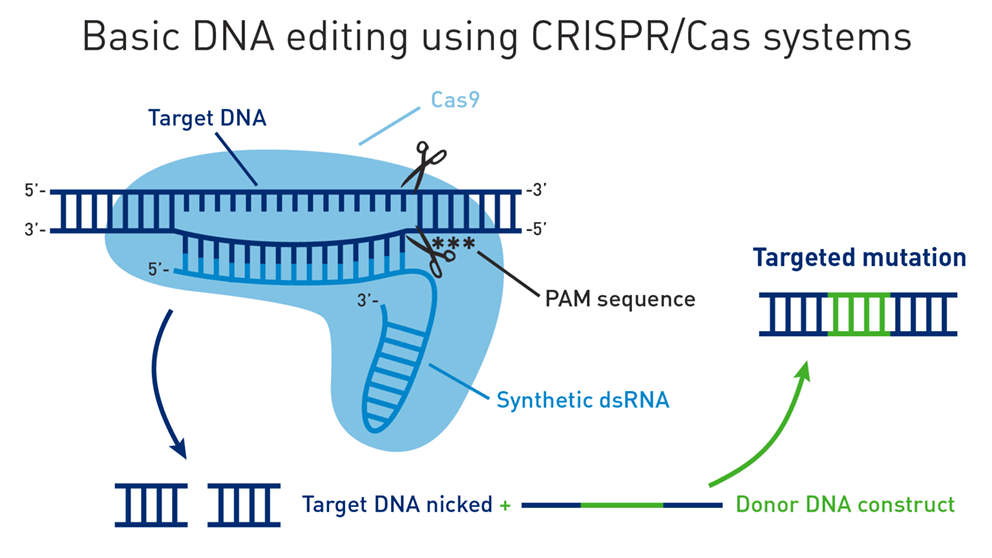 Basic DNA editing using CRISPR/Cas systems
Cas9
Target DNA
5'-
-3'
3'-
-5'
***
5'-
Targeted mutation
3'-
PAM sequence
Synthetic dsRNA
Target DNA nicked +
Donor DNA construct